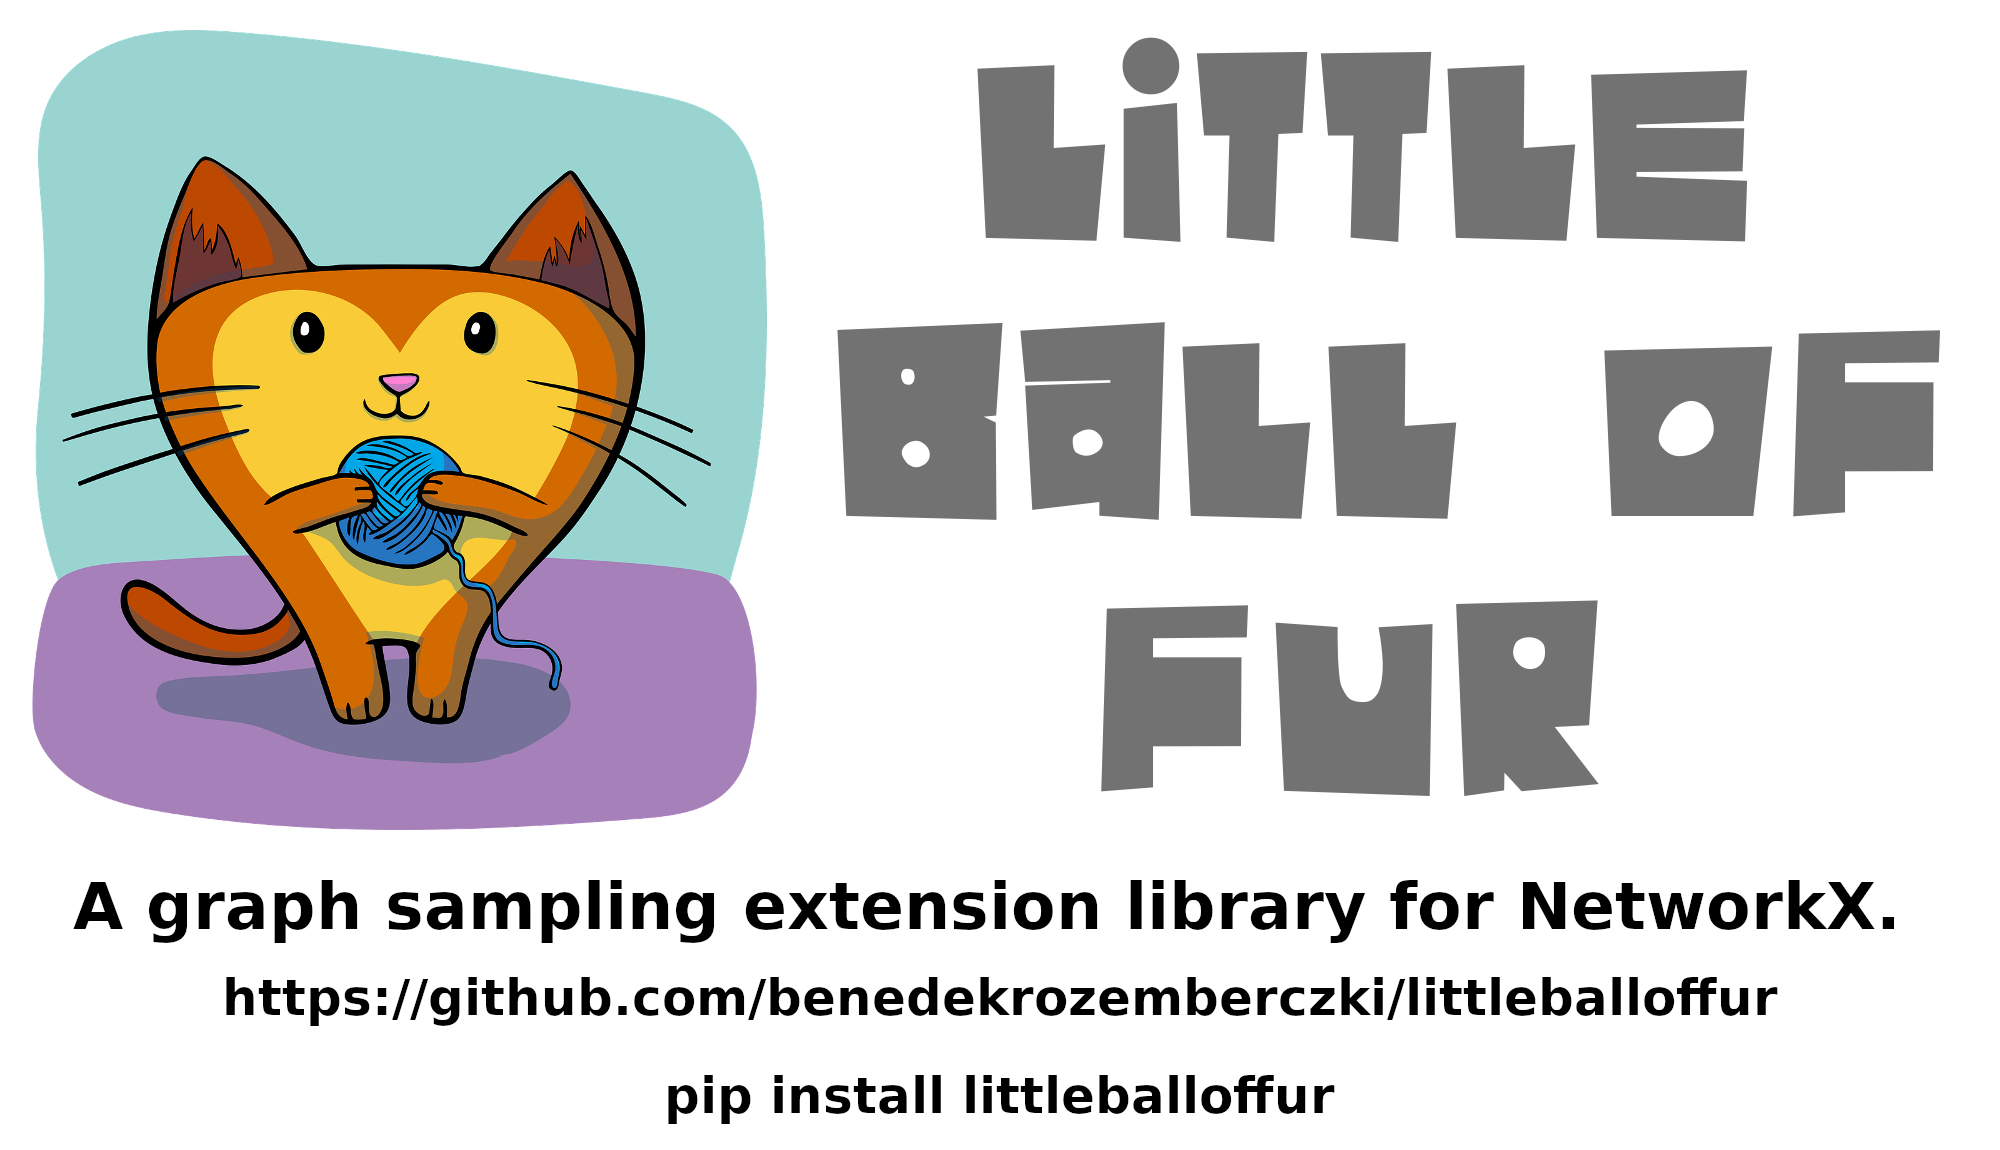 LiTTLE
BaLL OF
FUR
A graph sampling extension library for NetworkX.
https://github.com/benedekrozemberczki/littleballoffur
pip install littleballoffur